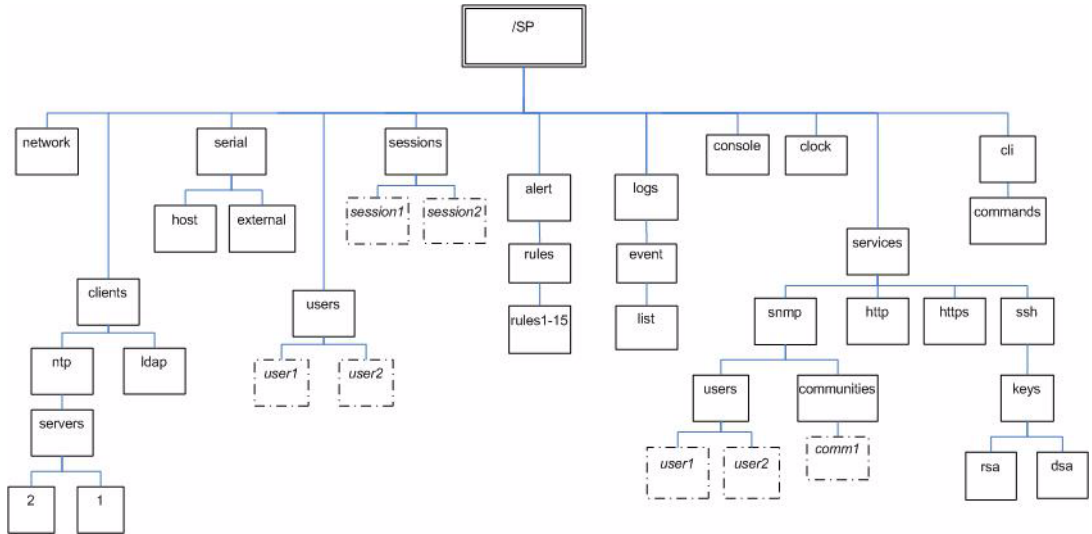 /SP
network
serial
sessions
console
clock
cli
alert
logs
session1
session2
host
external
commands
services
rules
event
clients
users
snmp
http
https
ssh
rules1-15
list
ntp
ldap
user1
user2
users
communities
keys
servers
user1
user2
comm1
rsa
dsa
2
1